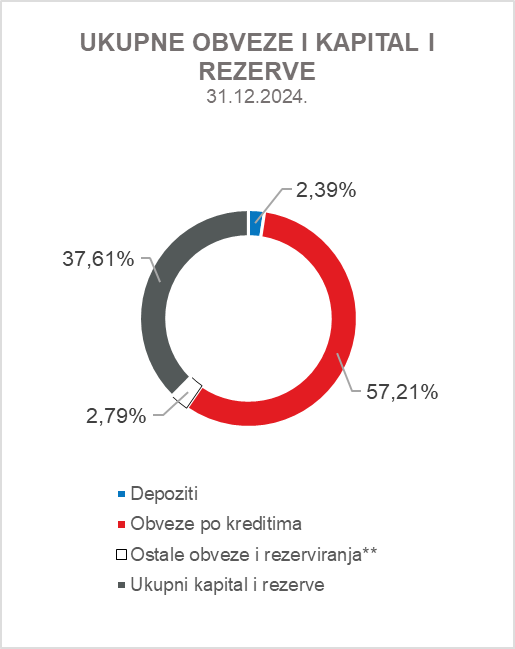 UKUPNE OBVEZE I KAPITAL I
REZERVE
31.12.2024.
2,39%
37,61%
57,21%
2,79%
Depoziti
Obveze po kreditima
Ostale obveze i rezerviranja**
Ukupni kapital i rezerve